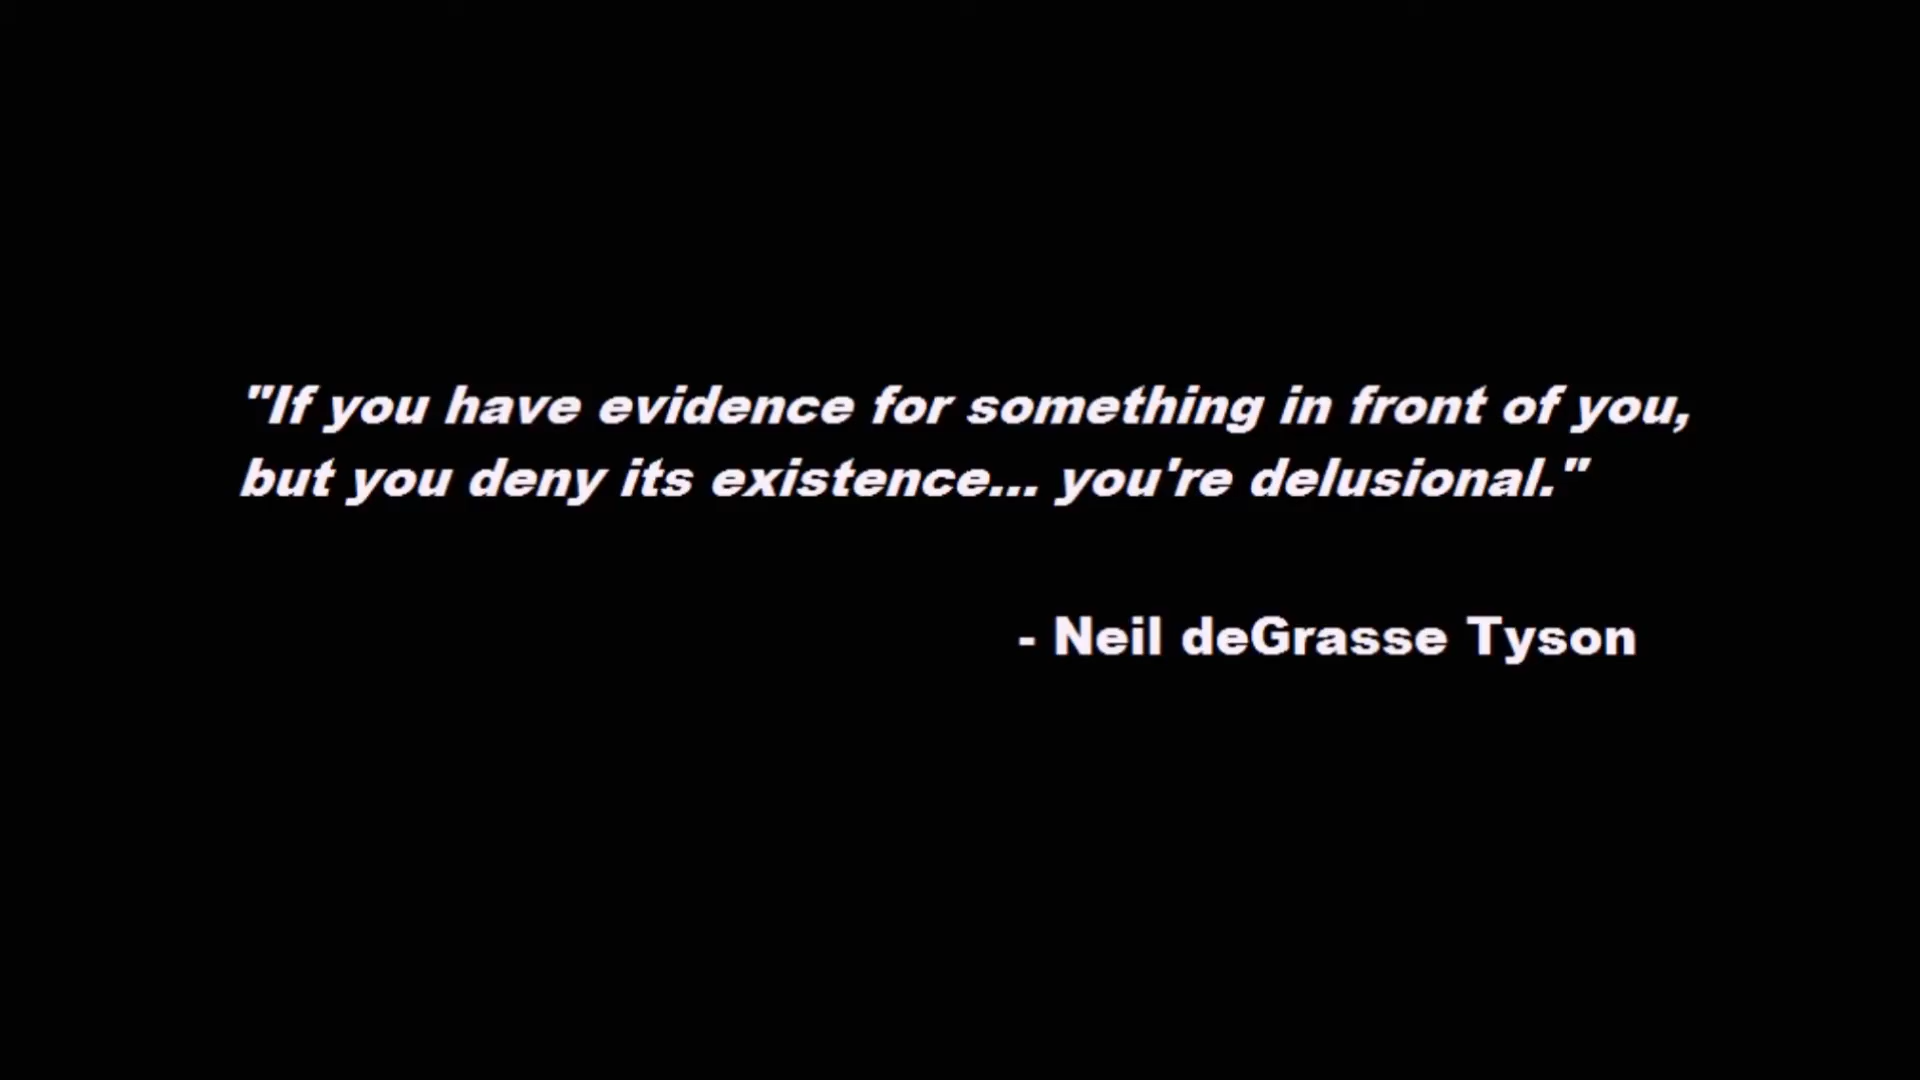 "If you have evidence for something in front of you,
but you deny its existence... you're delusional."
- Neil deGrasse Tyson